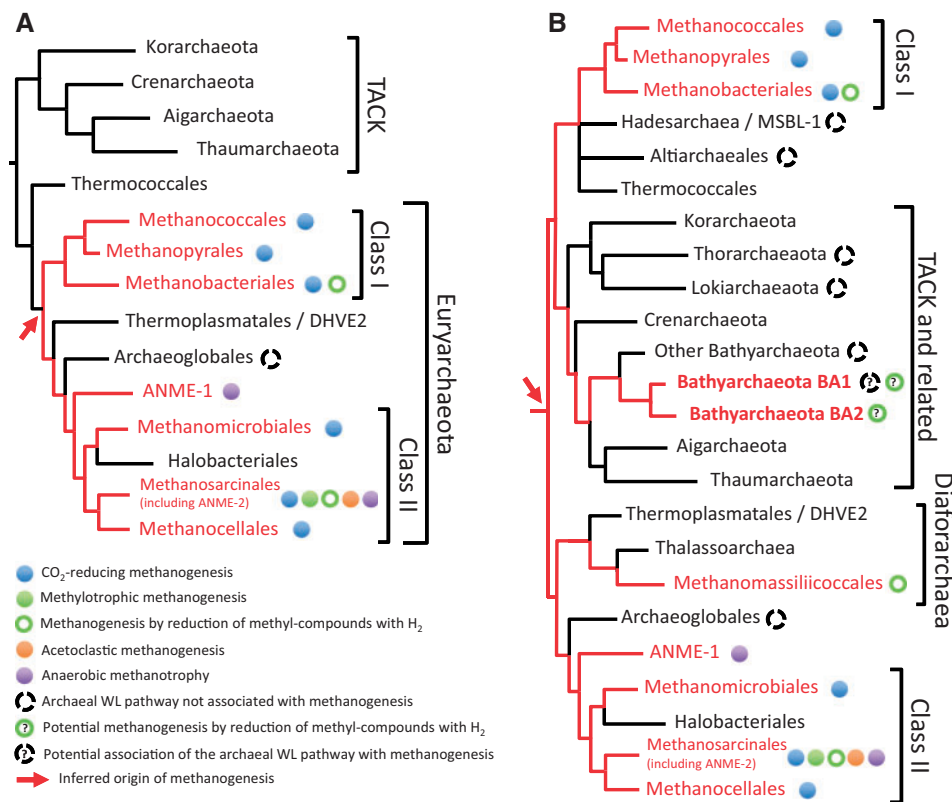 A
Korarchaeota
Crenarchaeota
Aigarchaeota
Thaumarchaeota
TACK
Thermococcales
Methanococcales
Methanopyrales
Methanobacteriales
Class I
Thermoplasmatales / DHVE2
Archaeoglobales
ANME-1
Methanomicrobiales
Halobacteriales
Methanosarcinales
(including ANME-2)
Methanocellales
Class II
Euryarchaeota
CO2-reducing methanogenesis
Methylotrophic methanogenesis
Methanogenesis by reduction of methyl-compounds with H2
Acetoclastic methanogenesis
Anaerobic methanotrophy
Archaeal WL pathway not associated with methanogenesis
? Potential methanogenesis by reduction of methyl-compounds with H2
? Potential association of the archaeal WL pathway with methanogenesis
Inferred origin of methanogenesis
B
Methanococcales
Methanopyrales
Methanobacteriales
Class I
Hadesarchaea / MSBL-1
Altiarchaeales
Thermococcales
Korarchaeota
Thorarchaeota
Lokiarchaeaota
Crenarchaeota
Other Bathyarchaeota
Bathyarchaeota BA1 ? ?
Bathyarchaeota BA2 ?
Aigarchaeota
Thaumarchaeota
TACK and related
Thermoplasmatales / DHVE2
Thalassoarchaea
Methanomassiliicoccales
Diaforarchaea
Archaeoglobales
ANME-1
Methanomicrobiales
Halobacteriales
Methanosarcinales
(including ANME-2)
Methanocellales
Class II